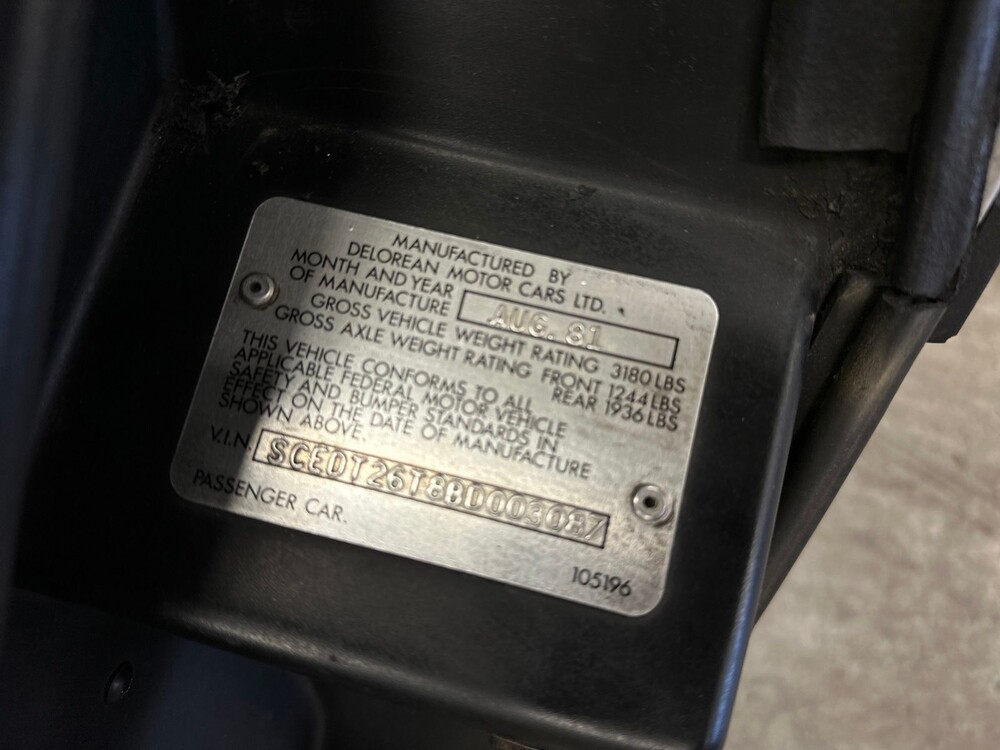 MANUFACTURED BY
DELOREAN MOTOR CARS LTD.
MONTH AND YEAR
OF MANUFACTURE AUG. 81
GROSS VEHICLE WEIGHT RATING 3180 LBS
GROSS AXLE WEIGHT RATING FRONT 1244 LBS
REAR 1936 LBS
THIS VEHICLE CONFORMS TO ALL
APPLICABLE FEDERAL MOTOR VEHICLE
SAFETY AND BUMPER STANDARDS IN
EFFECT ON THE DATE OF MANUFACTURE
SHOWN ABOVE.
V.I.N. SCEDT26T8BD003087
PASSENGER CAR.
105196